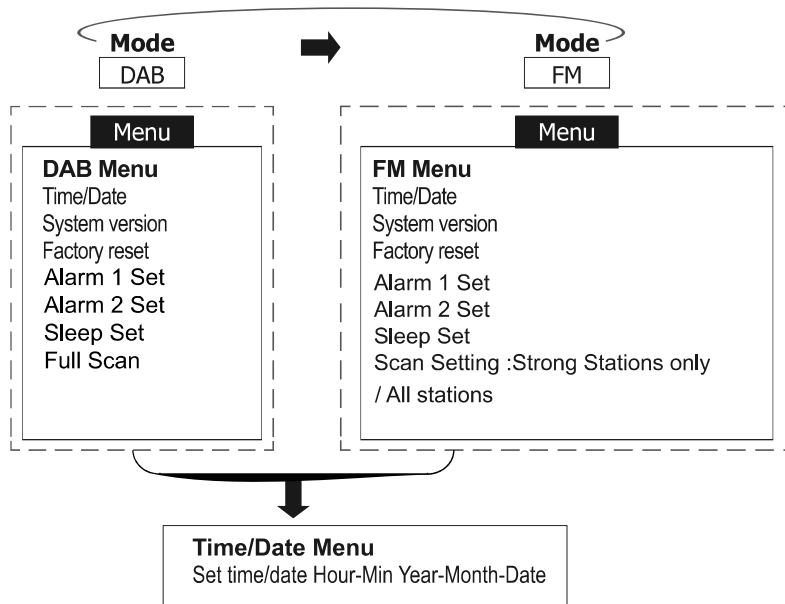 Mode
DAB
Mode
FM
Menu
DAB Menu
Time/Date
System version
Factory reset
Alarm 1 Set
Alarm 2 Set
Sleep Set
Full Scan
Menu
FM Menu
Time/Date
System version
Factory reset
Alarm 1 Set
Alarm 2 Set
Sleep Set
Scan Setting :Strong Stations only
/ All stations
Time/Date Menu
Set time/date Hour-Min Year-Month-Date